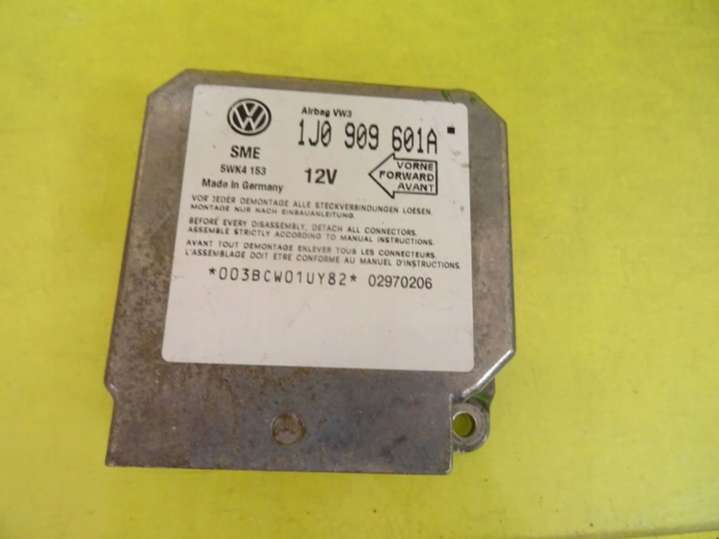 Airbag VW3
1J0 909 601A
SME
5WK4 153
Made in Germany
12V
VORNE
FORWARD
AVANT
VOR JEDER DEMONTAGE ALLE STECKVERBINDUNGEN LOESEN.
MONTAGE NUR NACH EINBAUANLEITUNG.
BEFORE EVERY DISASSEMBLY, DETACH ALL CONNECTORS.
ASSEMBLE STRICTLY ACCORDING TO MANUAL INSTRUCTIONS.
AVANT TOUT DEMONTAGE ENLEVER TOUS LES CONNECTEURS.
L'ASSEMBLAGE DOIT ETRE CONFORME AU MANUEL D'INSTRUCTIONS.
*003BCW01UY82* 02970206